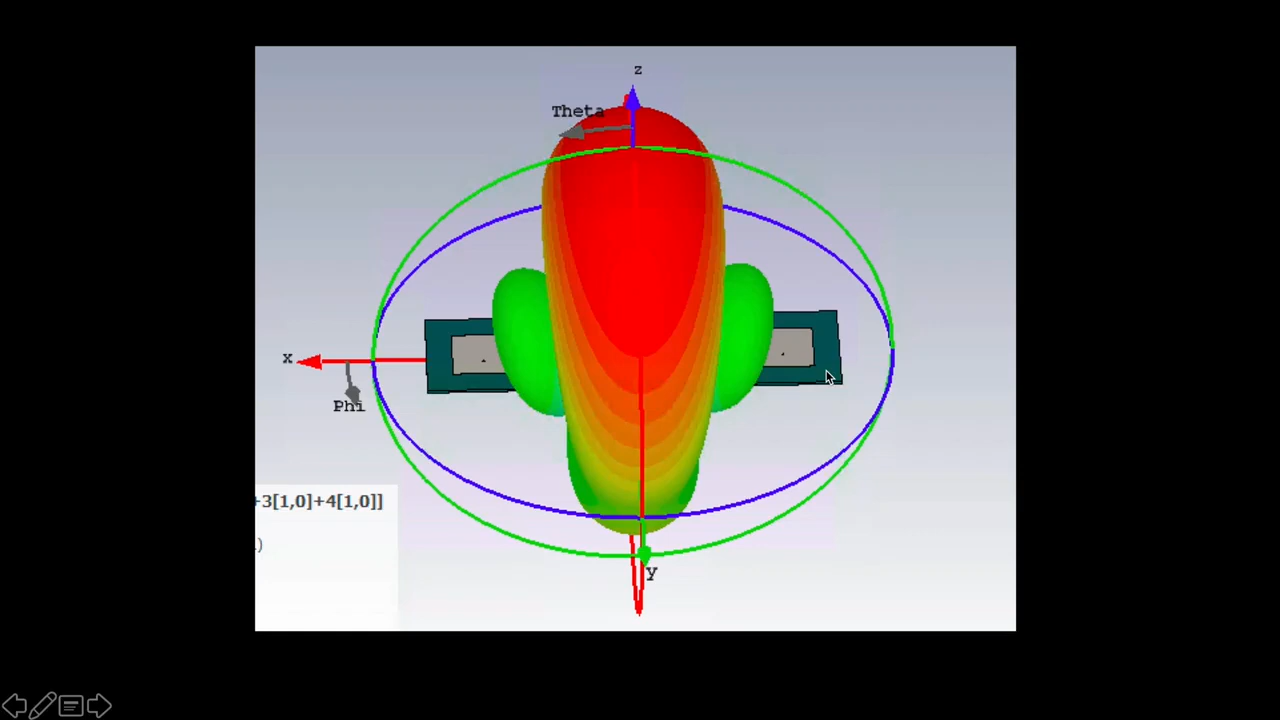 z
Theta
x
Phi
+3[1,0]+4[1,0]]
.)
y